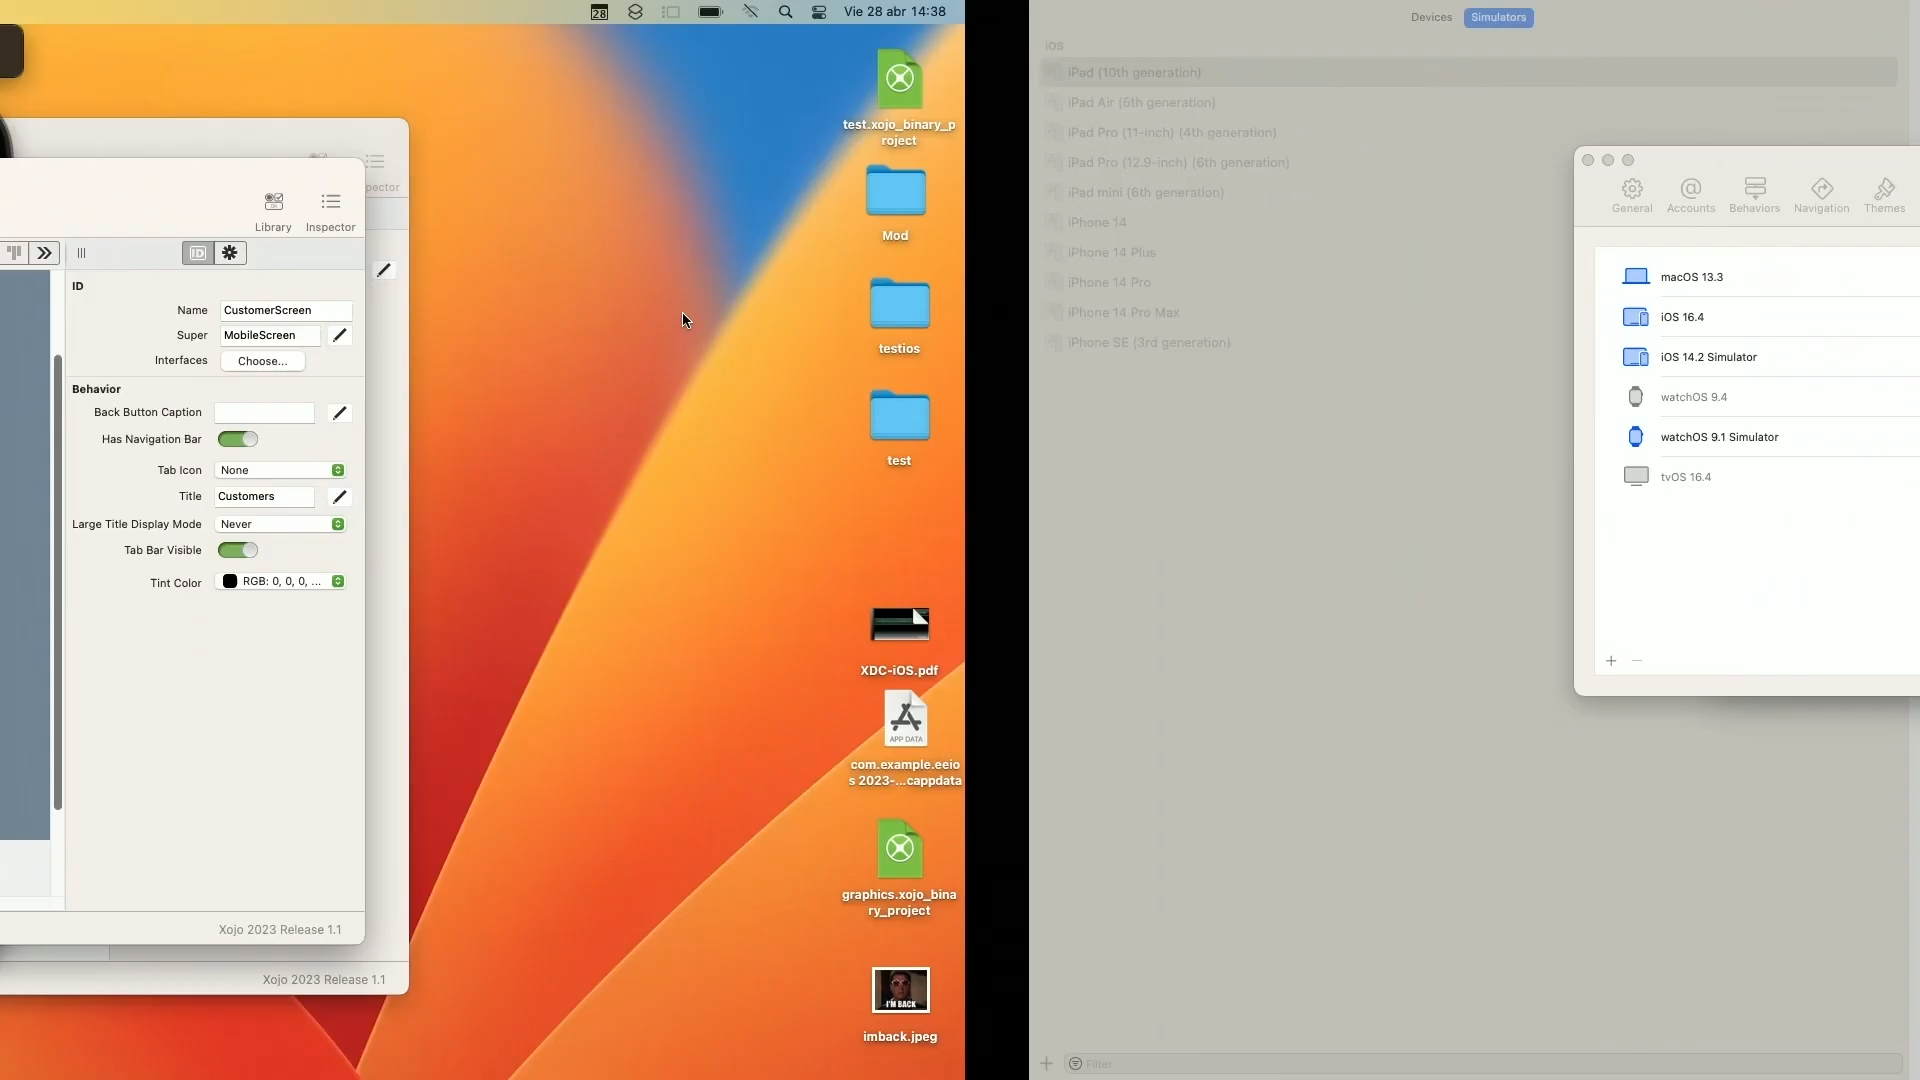 28
Vie 28 abr 14:38
test.xojo_binary_p
roject
Mod
testios
test
XDC-iOS.pdf
APP DATA
com.example.eeio
s 2023-...cappdata
graphics.xojo_bina
ry_project
I'M BACK
imback.jpeg
pector
Library
Inspector
ID
ID
Name
CustomerScreen
Super
MobileScreen
Interfaces
Choose...
Behavior
Back Button Caption
Has Navigation Bar
Tab Icon
None
Title
Customers
Large Title Display Mode
Never
Tab Bar Visible
Tint Color
RGB: 0, 0, 0, ...
Xojo 2023 Release 1.1
Xojo 2023 Release 1.1
Devices
Simulators
iOS
iPad (10th generation)
iPad Air (5th generation)
iPad Pro (11-inch) (4th generation)
iPad Pro (12.9-inch) (6th generation)
iPad mini (6th generation)
iPhone 14
iPhone 14 Plus
iPhone 14 Pro
iPhone 14 Pro Max
iPhone SE (3rd generation)
Filter
General
Accounts
Behaviors
Navigation
Themes
macOS 13.3
iOS 16.4
iOS 14.2 Simulator
watchOS 9.4
watchOS 9.1 Simulator
tvOS 16.4